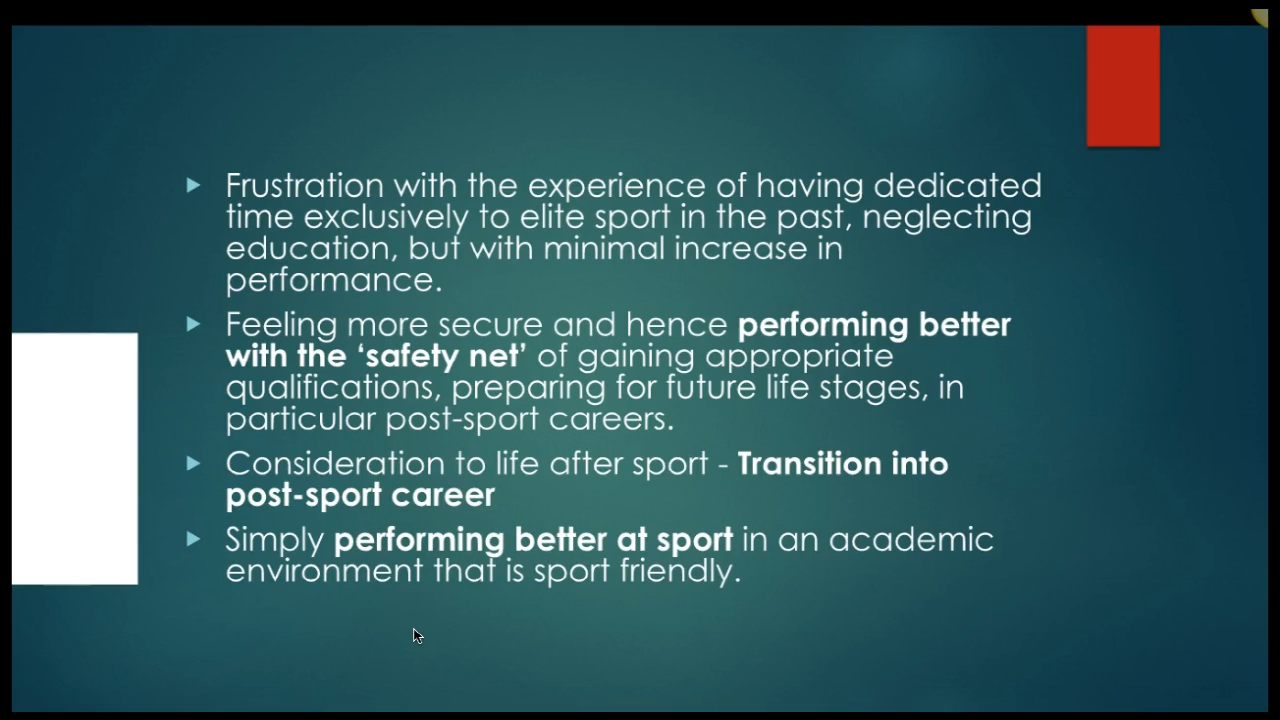 Frustration with the experience of having dedicated
time exclusively to elite sport in the past, neglecting
education, but with minimal increase in
performance.
Feeling more secure and hence performing better
with the ‘safety net’ of gaining appropriate
qualifications, preparing for future life stages, in
particular post-sport careers.
Consideration to life after sport - Transition into
post-sport career
Simply performing better at sport in an academic
environment that is sport friendly.